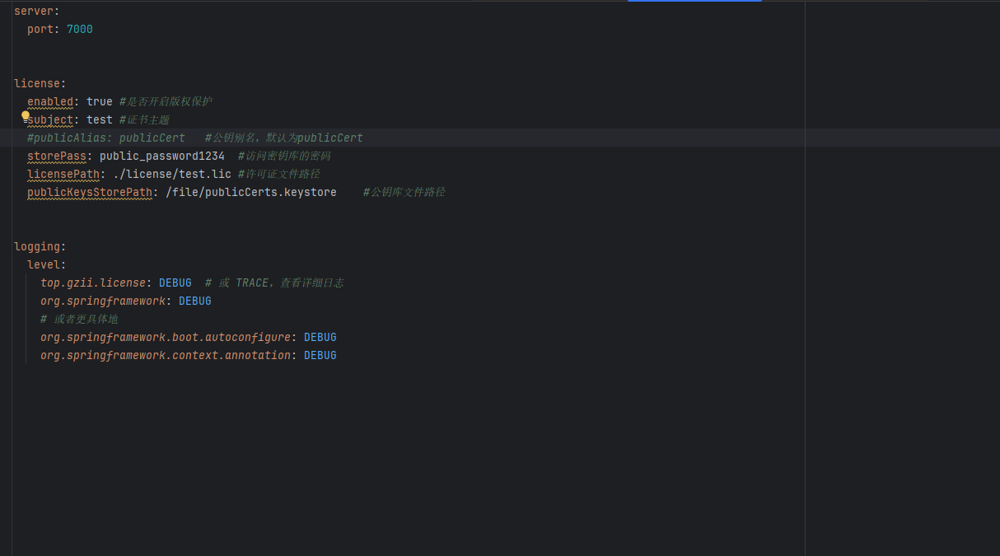 server:
  port: 7000
license:
  enabled: true #是否开启版权保护
  subject: test #证书主题
  #publicAlias: publicCert   #公钥别名，默认为publicCert
  storePass: public_password1234  #访问密钥库的密码
  licensePath: ./license/test.lic #许可证文件路径
  publicKeysStorePath: /file/publicCerts.keystore    #公钥库文件路径
logging:
  level:
    top.gzii.license: DEBUG  # 或 TRACE，查看详细日志
    org.springframework: DEBUG
    # 或者更具体地
    org.springframework.boot.autoconfigure: DEBUG
    org.springframework.context.annotation: DEBUG